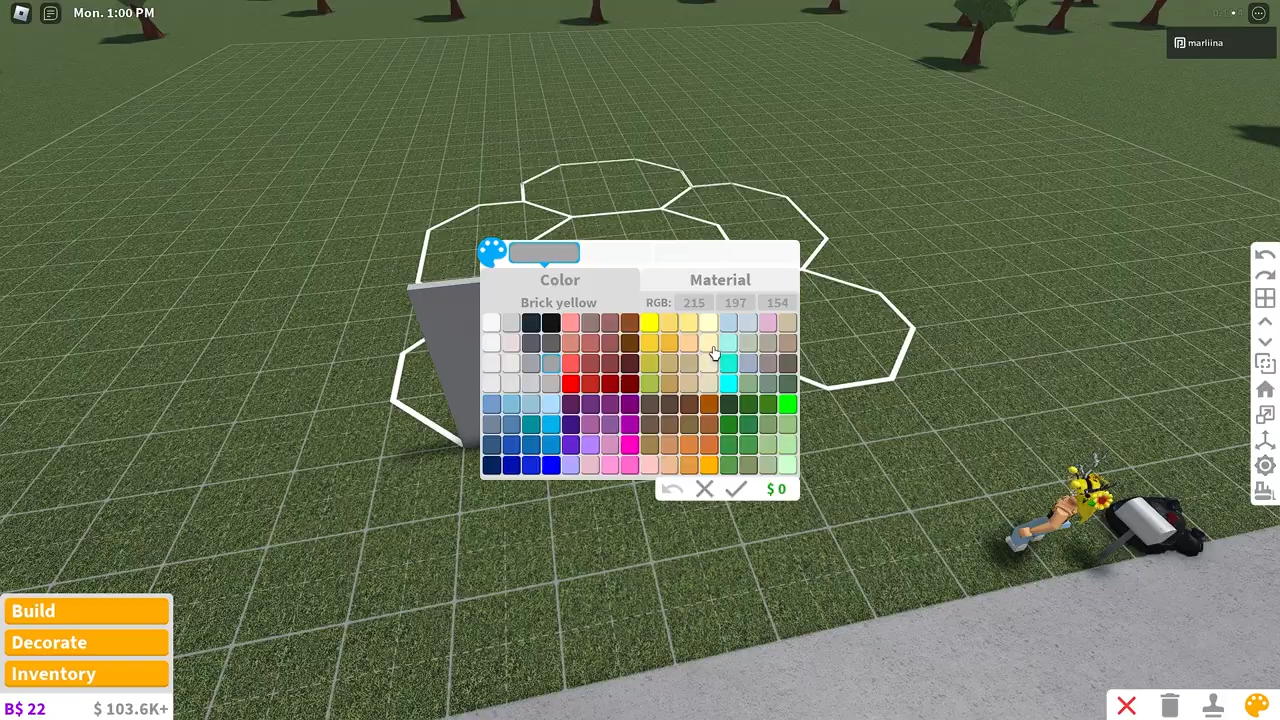 Mon. 1:00 PM
marliina
Color
Material
Brick yellow
RGB: 215 197 154
$ 0
Build
Decorate
Inventory
B$ 22 $ 103.6K+